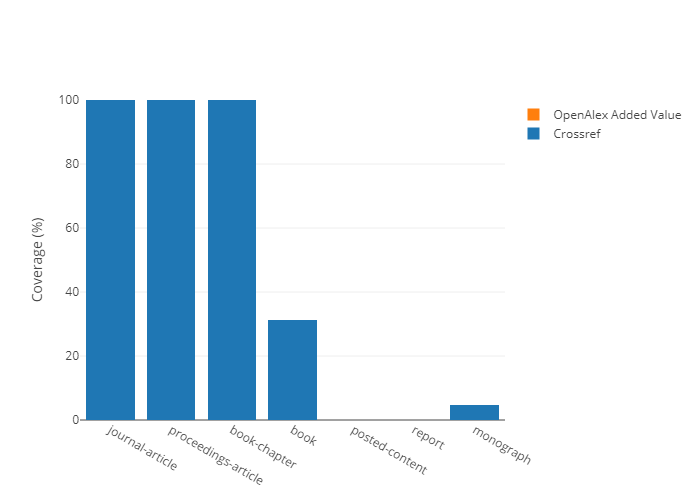 OpenAlex Added Value
Crossref
Coverage (%)
100
80
60
40
20
0
journal-article
proceedings-article
book-chapter
book
posted-content
report
monograph